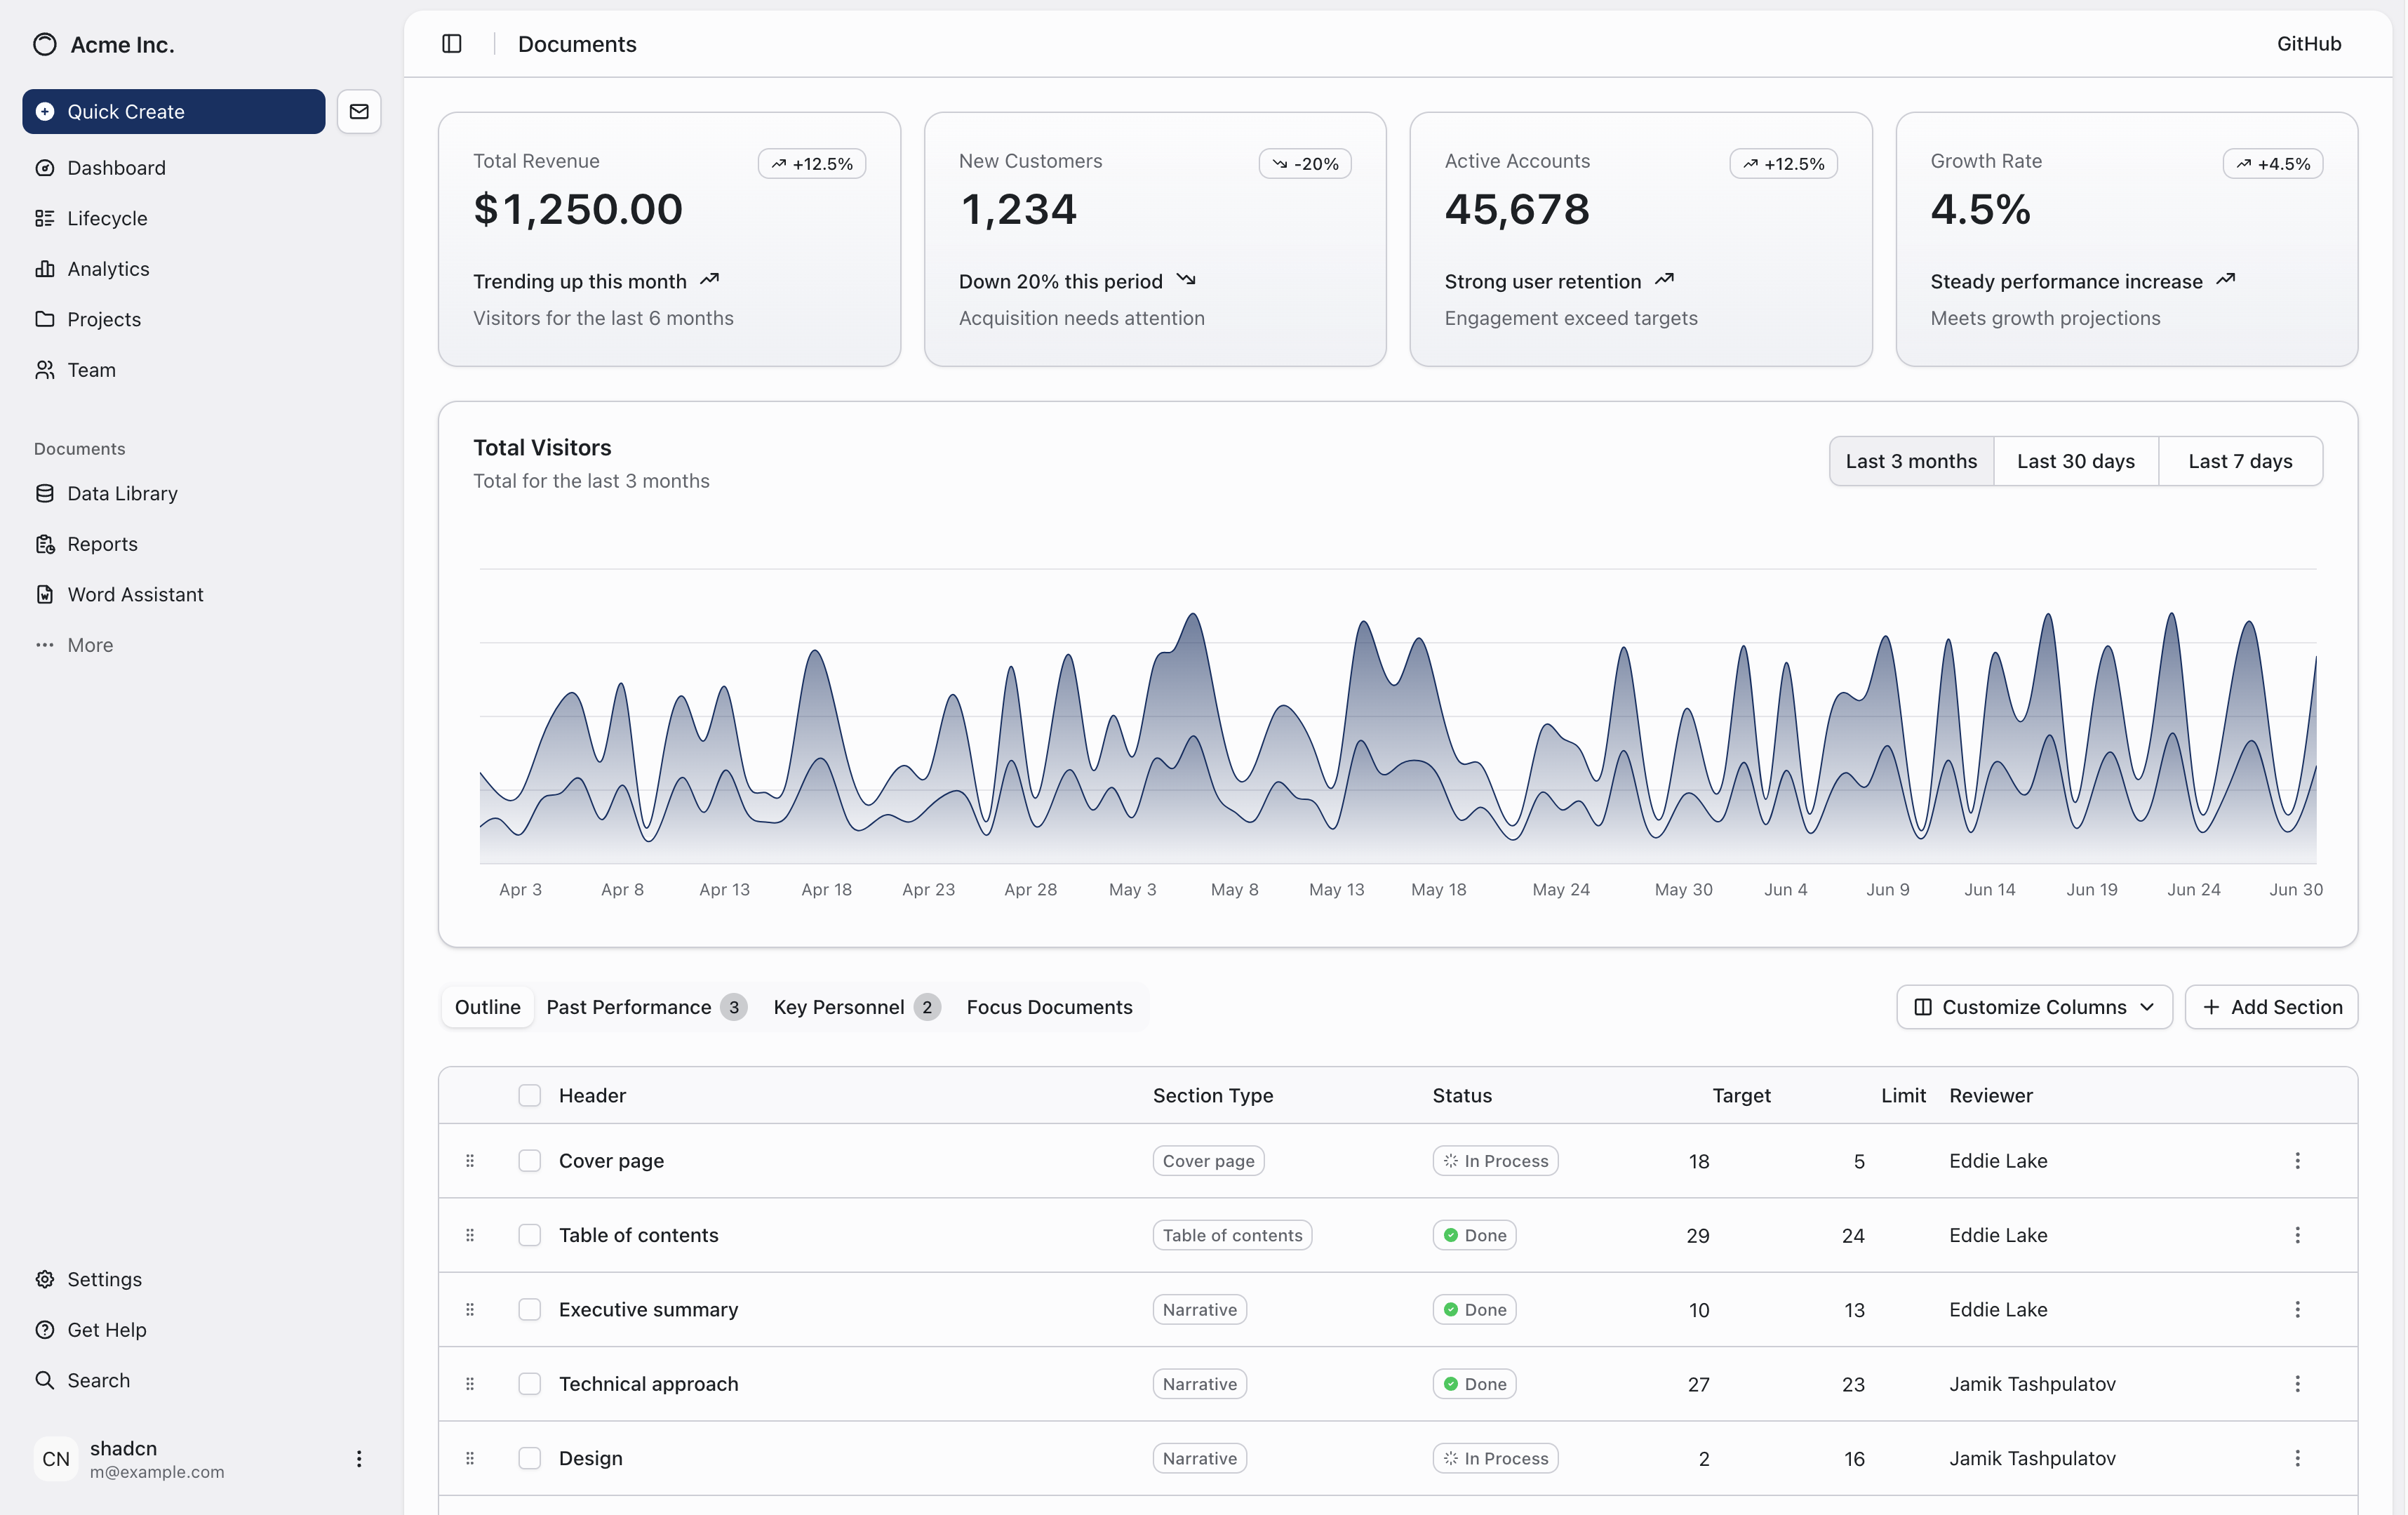 Acme Inc.
Quick Create
Dashboard
Lifecycle
Analytics
Projects
Team
Documents
Data Library
Reports
Word Assistant
More
Settings
Get Help
Search
CN
shadcn
m@example.com
Documents
GitHub
Total Revenue
+12.5%
$1,250.00
Trending up this month
Visitors for the last 6 months
New Customers
-20%
1,234
Down 20% this period
Acquisition needs attention
Active Accounts
+12.5%
45,678
Strong user retention
Engagement exceed targets
Growth Rate
+4.5%
4.5%
Steady performance increase
Meets growth projections
Total Visitors
Total for the last 3 months
Last 3 months Last 30 days Last 7 days
Apr 3 Apr 8 Apr 13 Apr 18 Apr 23 Apr 28 May 3 May 8 May 13 May 18 May 24 May 30 Jun 4 Jun 9 Jun 14 Jun 19 Jun 24 Jun 30
Outline Past Performance 3 Key Personnel 2 Focus Documents
Customize Columns Add Section
Header Section Type Status Target Limit Reviewer
Cover page Cover page In Process 18 5 Eddie Lake
Table of contents Table of contents Done 29 24 Eddie Lake
Executive summary Narrative Done 10 13 Eddie Lake
Technical approach Narrative Done 27 23 Jamik Tashpulatov
Design Narrative In Process 2 16 Jamik Tashpulatov